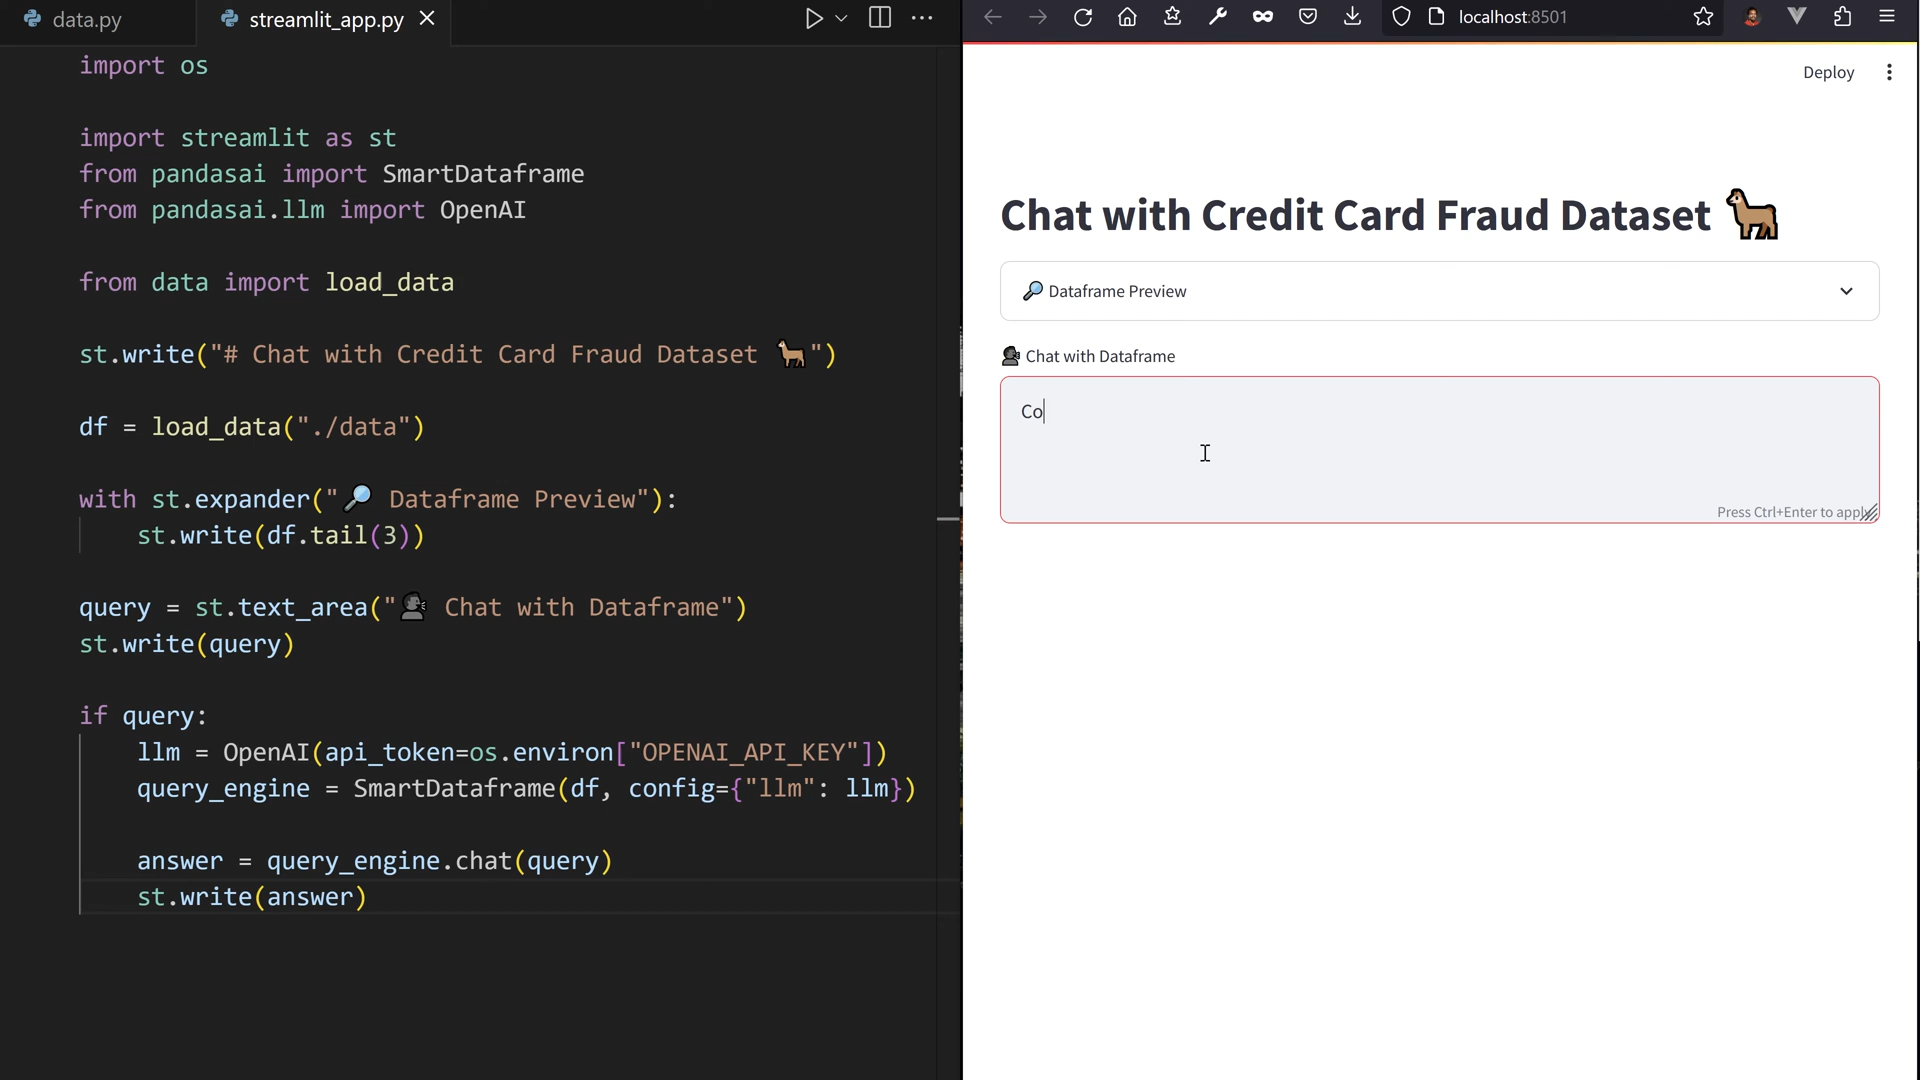 data.py
streamlit_app.py
import os
import streamlit as st
from pandasai import SmartDataframe
from pandasai.llm import OpenAI
from data import load_data
st.write("# Chat with Credit Card Fraud Dataset 🦙")
df = load_data("./data")
with st.expander("🔎 Dataframe Preview"):
st.write(df.tail(3))
query = st.text_area("🗣️ Chat with Dataframe")
st.write(query)
if query:
llm = OpenAI(api_token=os.environ["OPENAI_API_KEY"])
query_engine = SmartDataframe(df, config={"llm": llm})
answer = query_engine.chat(query)
st.write(answer)
localhost:8501
Deploy
Chat with Credit Card Fraud Dataset 🦙
🔎 Dataframe Preview
🗣️ Chat with Dataframe
Co
Press Ctrl+Enter to apply